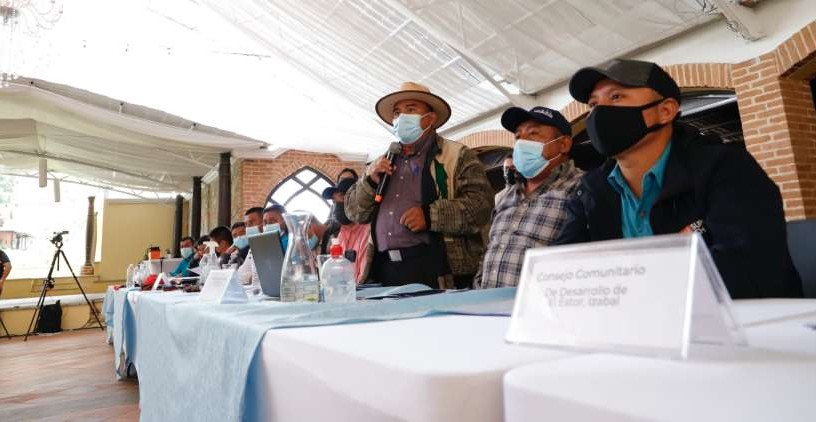 Consejo Comunitario
De Desarrollo de
El Estor, Izabal